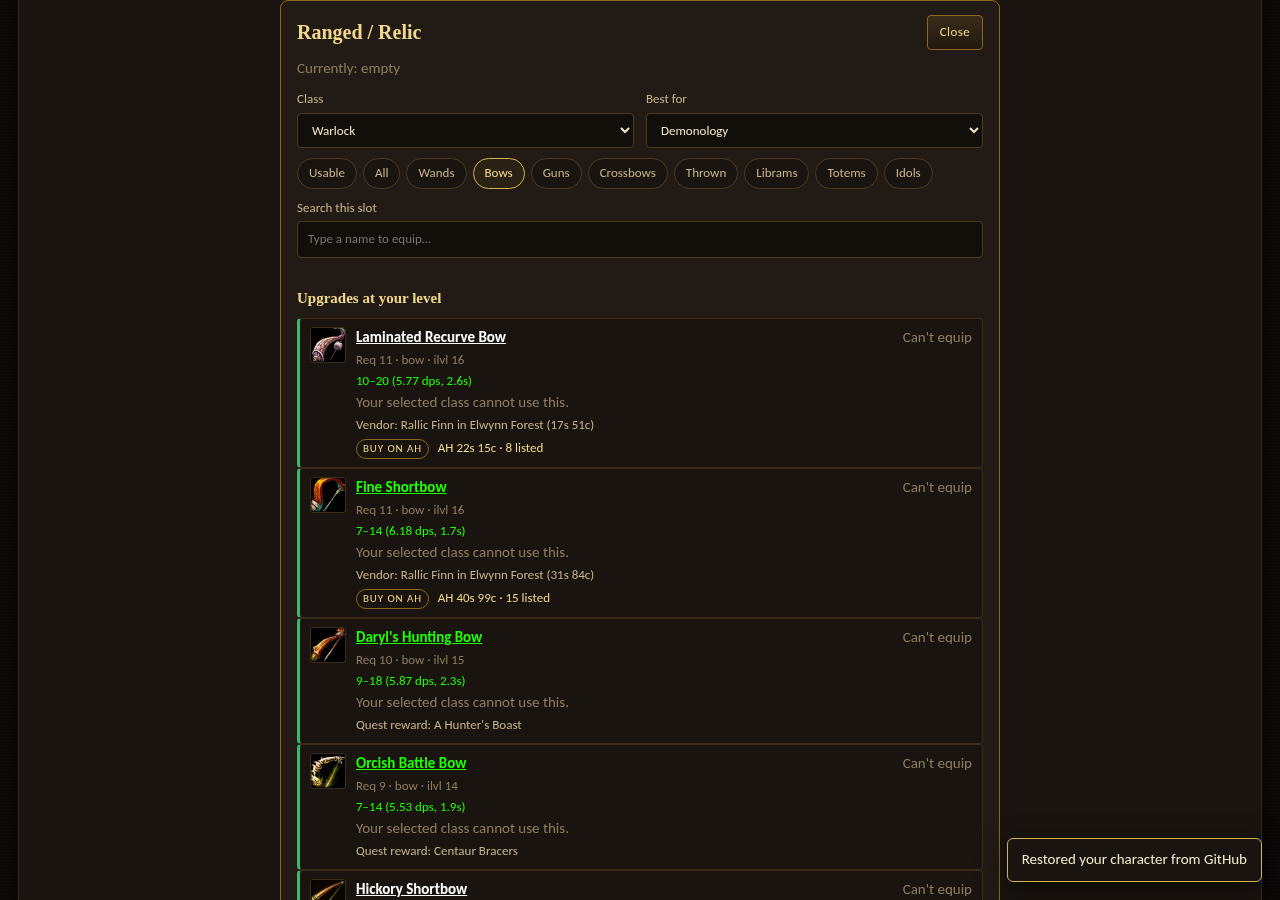 Ranged / Relic
Close
Currently: empty
Class
Best for
Warlock
Demonology
Usable All Wands Bows Guns Crossbows Thrown Librams Totems Idols
Search this slot
Type a name to equip...
Upgrades at your level
Laminated Recurve Bow
Can't equip
Req 11 · bow · ilvl 16
10–20 (5.77 dps, 2.6s)
Your selected class cannot use this.
Vendor: Rallic Finn in Elwynn Forest (17s 51c)
BUY ON AH AH 22s 15c · 8 listed
Fine Shortbow
Can't equip
Req 11 · bow · ilvl 16
7–14 (6.18 dps, 1.7s)
Your selected class cannot use this.
Vendor: Rallic Finn in Elwynn Forest (31s 84c)
BUY ON AH AH 40s 99c · 15 listed
Daryl's Hunting Bow
Can't equip
Req 10 · bow · ilvl 15
9–18 (5.87 dps, 2.3s)
Your selected class cannot use this.
Quest reward: A Hunter's Boast
Orcish Battle Bow
Can't equip
Req 9 · bow · ilvl 14
7–14 (5.53 dps, 1.9s)
Your selected class cannot use this.
Quest reward: Centaur Bracers
Hickory Shortbow
Can't equip
Restored your character from GitHub